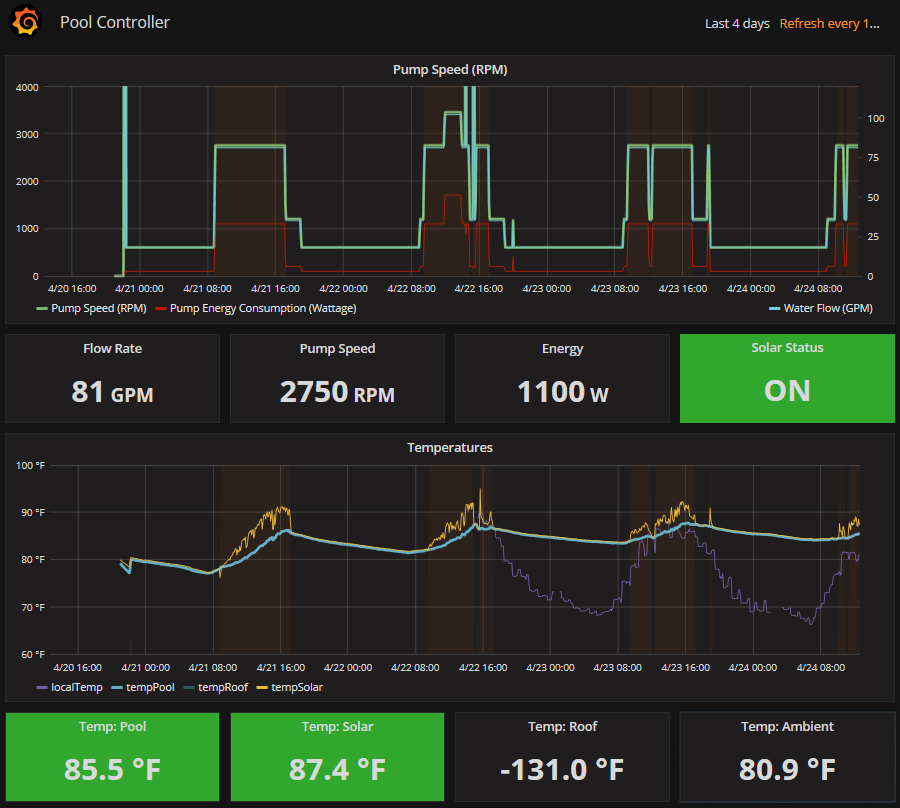 Pool Controller
Last 4 days Refresh every 1...
Pump Speed (RPM)
4000
3000
2000
1000
0
100
75
50
25
0
4/20 16:00 4/21 00:00 4/21 08:00 4/21 16:00 4/22 00:00 4/22 08:00 4/22 16:00 4/23 00:00 4/23 08:00 4/23 16:00 4/24 00:00 4/24 08:00
Pump Speed (RPM) Pump Energy Consumption (Wattage) Water Flow (GPM)
Flow Rate
81 GPM
Pump Speed
2750 RPM
Energy
1100 W
Solar Status
ON
Temperatures
100 °F
90 °F
80 °F
70 °F
60 °F
4/20 16:00 4/21 00:00 4/21 08:00 4/21 16:00 4/22 00:00 4/22 08:00 4/22 16:00 4/23 00:00 4/23 08:00 4/23 16:00 4/24 00:00 4/24 08:00
localTemp tempPool tempRoof tempSolar
Temp: Pool
85.5 °F
Temp: Solar
87.4 °F
Temp: Roof
-131.0 °F
Temp: Ambient
80.9 °F